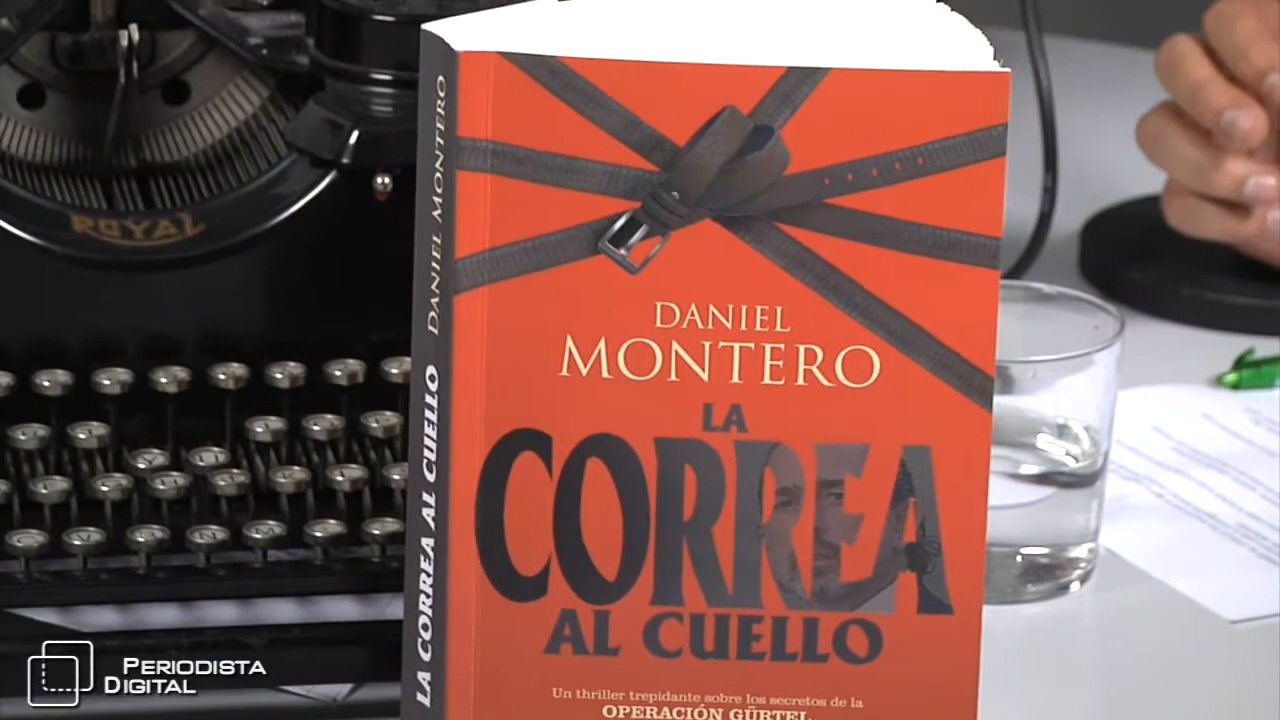 ROYAL
LA CORREA AL CUELLO DANIEL MONTERO
DANIEL
MONTERO
LA
CORREA
AL CUELLO
Un thriller trepidante sobre los secretos de la
OPERACIÓN GÜRTEL
PERIODISTA
DIGITAL